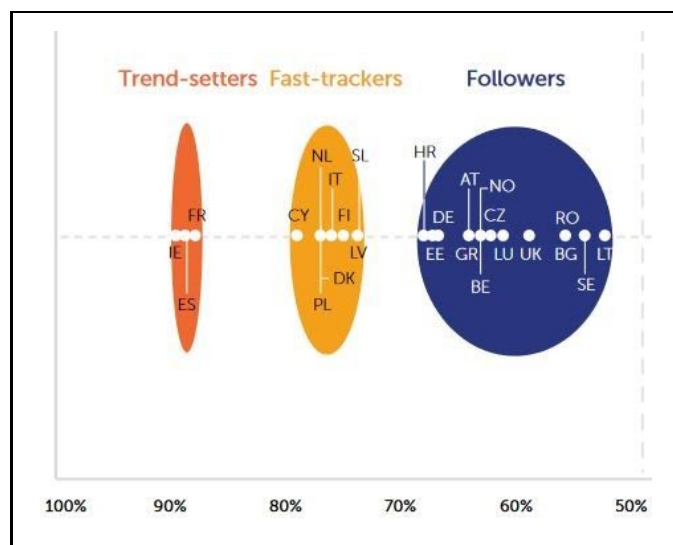 Trend-setters Fast-trackers Followers
HR
NL SL
IT
AT NO
FR CY FI DE CZ RO
IE LV EE GR LU UK BG LT
DK
BE SE
ES PL
100% 90% 80% 70% 60% 50%